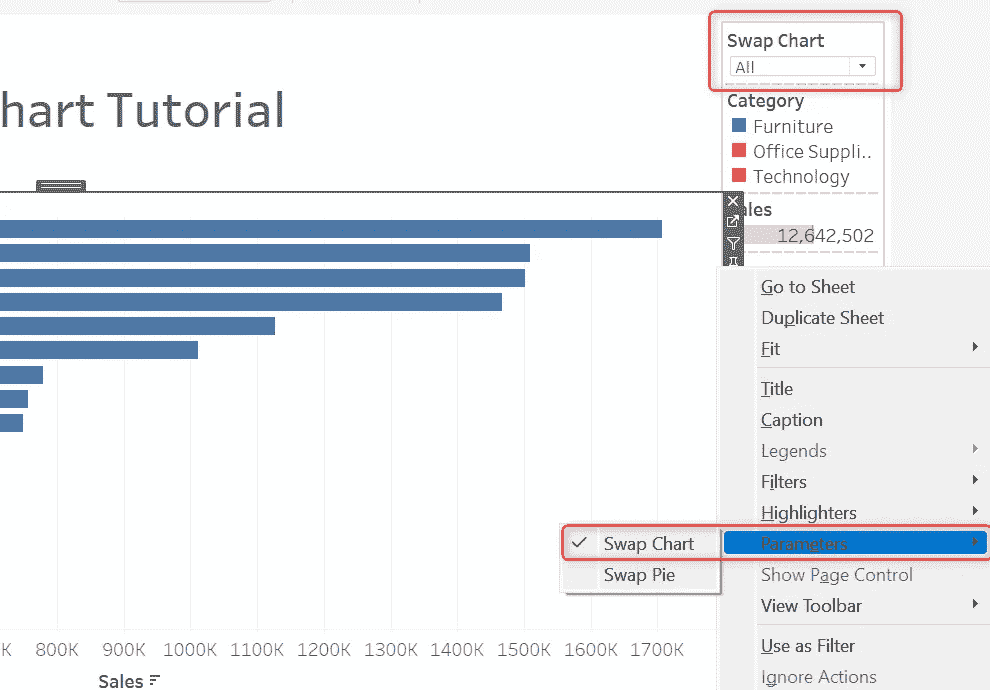 Swap Chart
All
hart Tutorial
Category
Furniture
Office Suppli..
Technology
ales
12,642,502
Go to Sheet
Duplicate Sheet
Fit
Title
Caption
Legends
Filters
Highlighters
Swap Chart
Parameters
Swap Pie
Show Page Control
View Toolbar
Use as Filter
Ignore Actions
K 800K 900K 1000K 1100K 1200K 1300K 1400K 1500K 1600K 1700K
Sales